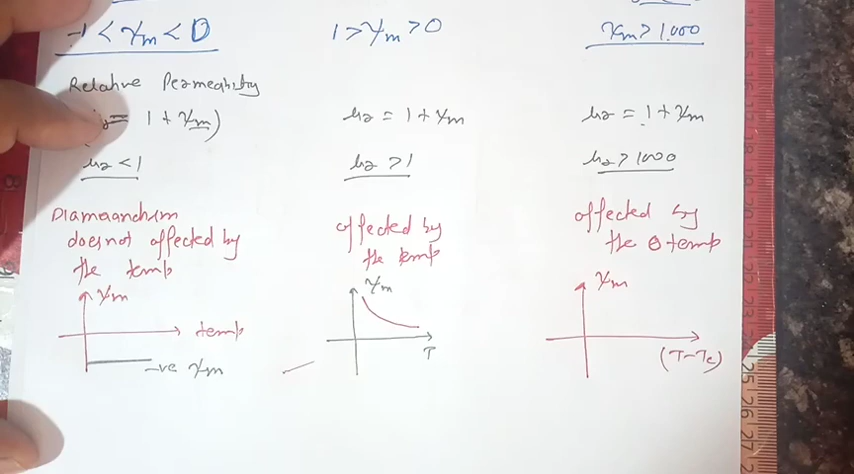 -1 < χm < 0
1 > χm > 0
χm > 1000
Relative Permeability
= 1 + χm)
μr = 1 + χm
μr = 1 + χm
μr < 1
μr > 1
μr > 1000
Diamagnetism
does not affected by
the temp
affected by
the temp
affected by
the temp
χm
temp
-ve χm
χm
T
χm
(T-Tc)